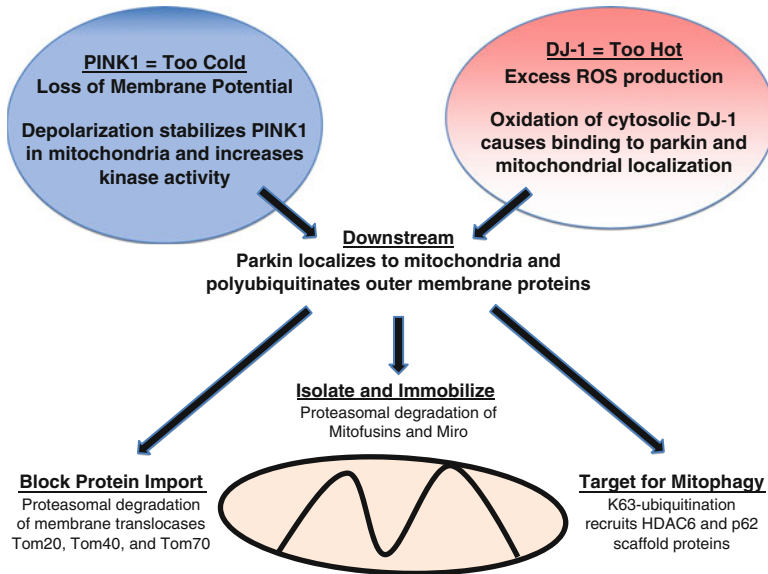 PINK1 = Too Cold
Loss of Membrane Potential
Depolarization stabilizes PINK1
in mitochondria and increases
kinase activity
DJ-1 = Too Hot
Excess ROS production
Oxidation of cytosolic DJ-1
causes binding to parkin and
mitochondrial localization
Downstream
Parkin localizes to mitochondria and
polyubiquitinates outer membrane proteins
Isolate and Immobilize
Proteasomal degradation of
Mitofusins and Miro
Block Protein Import
Proteasomal degradation
of membrane translocases
Tom20, Tom40, and Tom70
Target for Mitophagy
K63-ubiquitination
recruits HDAC6 and p62
scaffold proteins